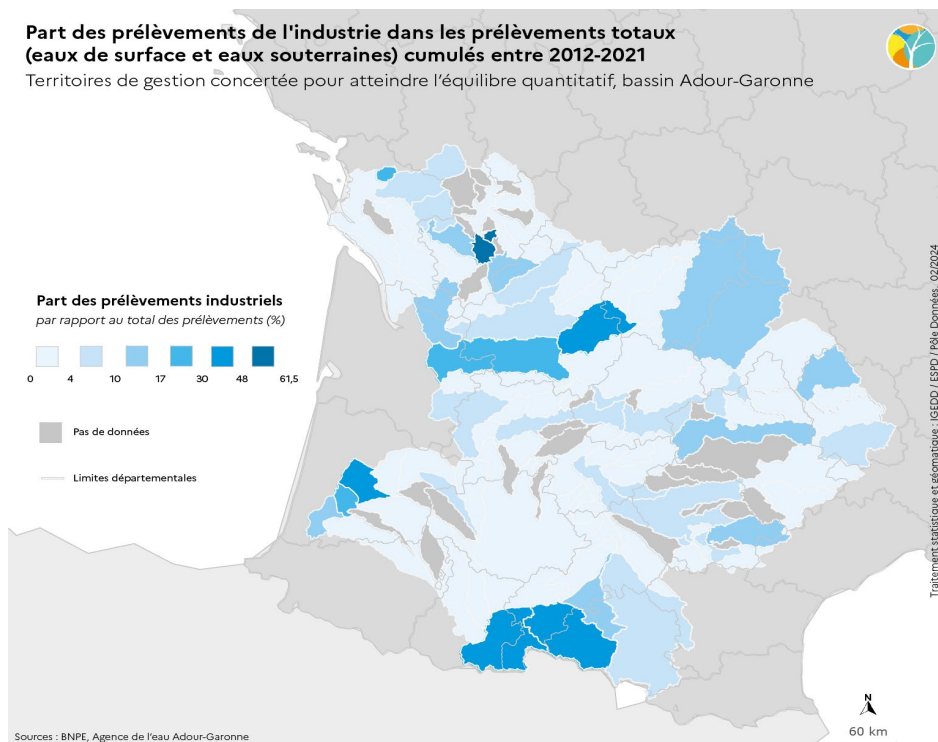 Part des prélèvements de l'industrie dans les prélèvements totaux
(eaux de surface et eaux souterraines) cumulés entre 2012-2021
Territoires de gestion concertée pour atteindre l’équilibre quantitatif, bassin Adour-Garonne
Part des prélèvements industriels
par rapport au total des prélèvements (%)
0 4 10 17 30 48 61,5
Pas de données
Limites départementales
Traitement statistique et géomatique : IGEDD / ESPD / Pôle Données, 02/2024
N
60 km
Sources : BNPE, Agence de l'eau Adour-Garonne